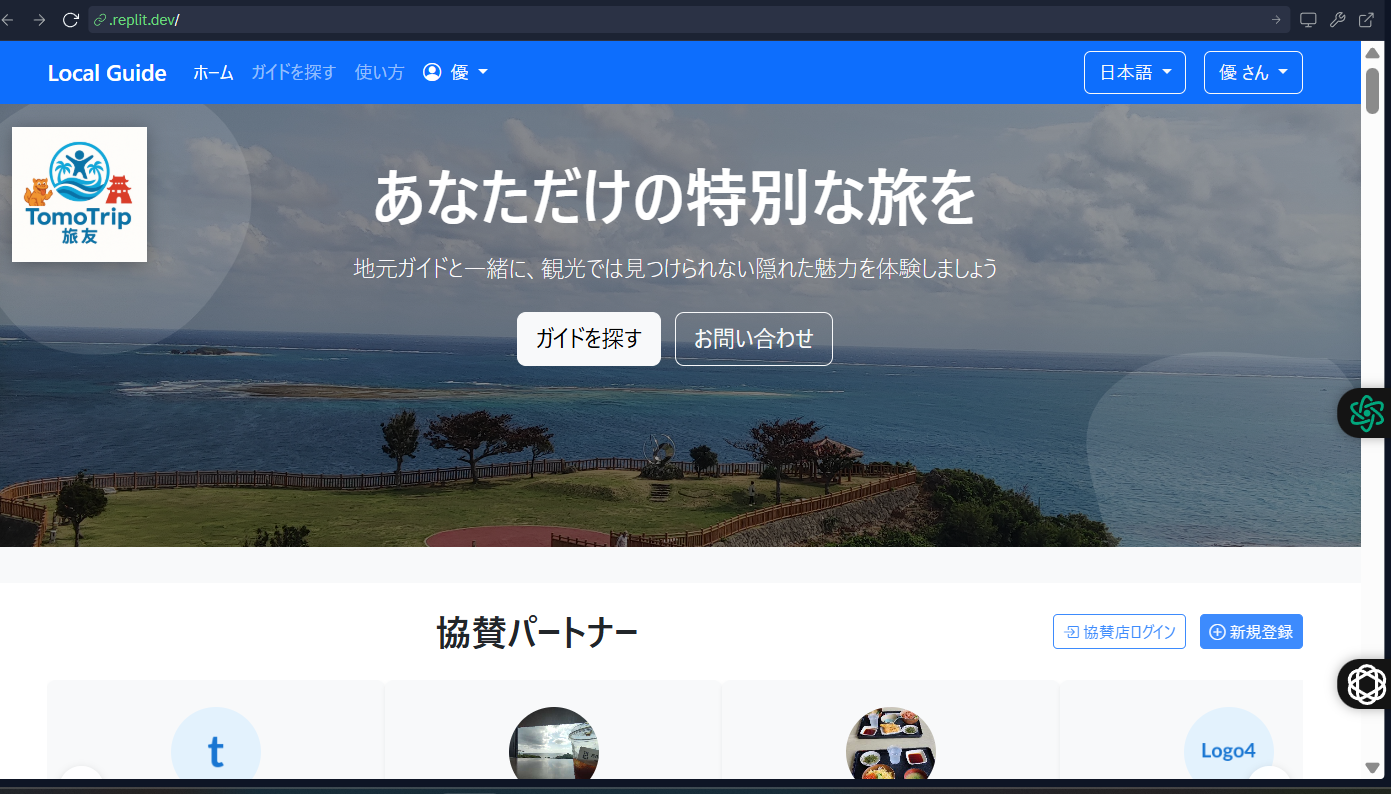 .replit.dev/
Local Guide ホーム ガイドを探す 使い方 優 日本語 優 さん
TomoTrip
旅友
あなただけの特別な旅を
地元ガイドと一緒に、観光では見つけられない隠れた魅力を体験しましょう
ガイドを探す お問い合わせ
協賛パートナー 協賛店ログイン 新規登録
t Logo4